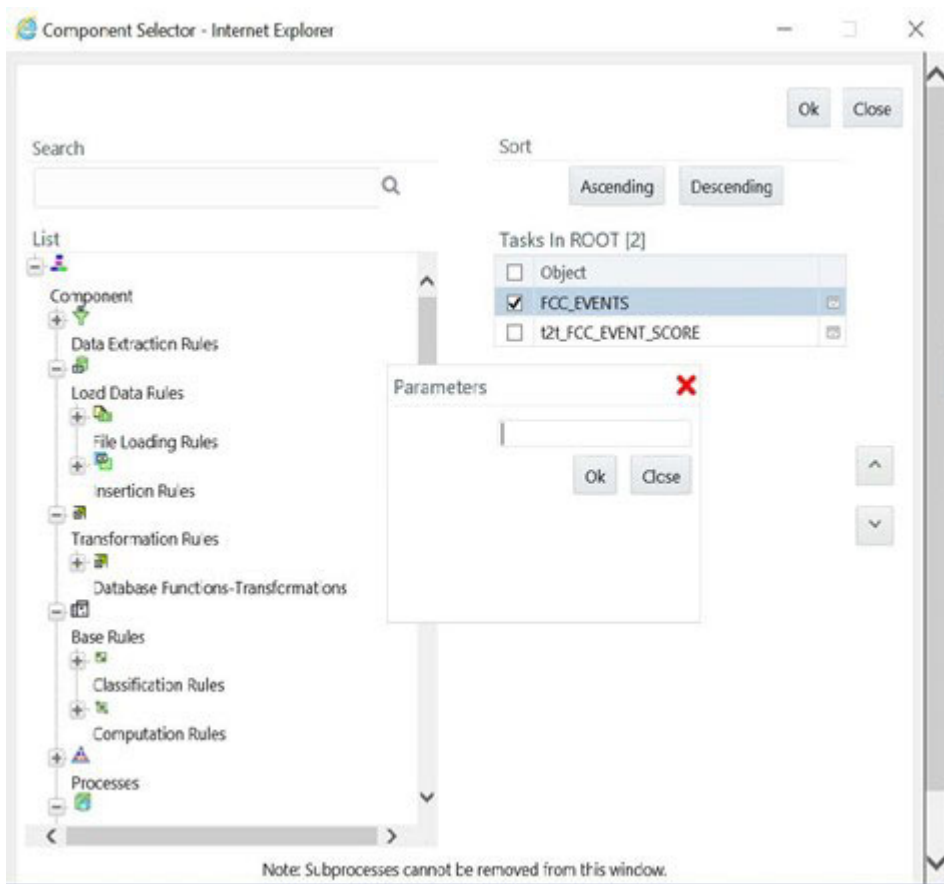 Component Selector - Internet Explorer
Ok Close
Search
Sort
Ascending Descending
List
Tasks In ROOT [2]
Object
Component
FCC_EVENTS
Data Extraction Rules
t2t_FCC_EVENT_SCORE
Load Data Rules
Parameters
File Loading Rules
Ok Close
Insertion Rules
Transformation Rules
Database Functions-Transformations
Base Rules
Classification Rules
Computation Rules
Processes
Note: Subprocesses cannot be removed from this window.